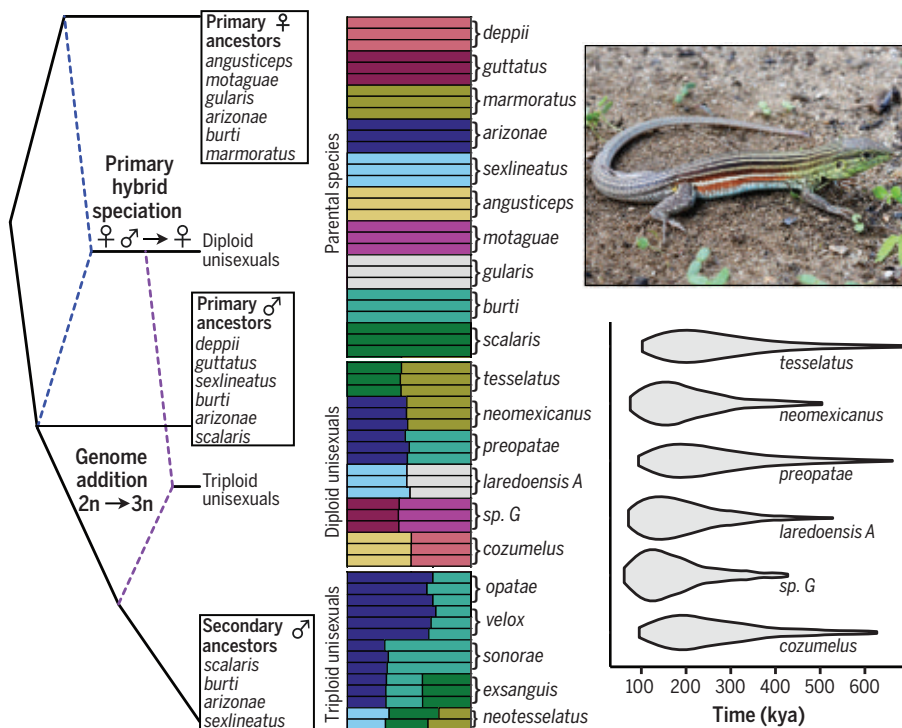 Primary ♀
ancestors
angusticeps
motaguae
gularis
arizonae
burti
marmoratus
Primary
hybrid
speciation
♀ ♂ → ♀
Diploid
unisexuals
Primary ♂
ancestors
deppii
guttatus
sexlineatus
burti
arizonae
scalaris
Genome
addition
2n → 3n
Triploid
unisexuals
Secondary ♂
ancestors
scalaris
burti
arizonae
sexlineatus
Parental species
deppii
guttatus
marmoratus
arizonae
sexlineatus
angusticeps
motaguae
gularis
burti
scalaris
Diploid unisexuals
tesselatus
neomexicanus
preopatae
laredoensis A
sp. G
cozumelus
Triploid unisexuals
opatae
velox
sonorae
exsanguis
neotesselatus
tesselatus
neomexicanus
preopatae
laredoensis A
sp. G
cozumelus
100 200 300 400 500 600
Time (kya)